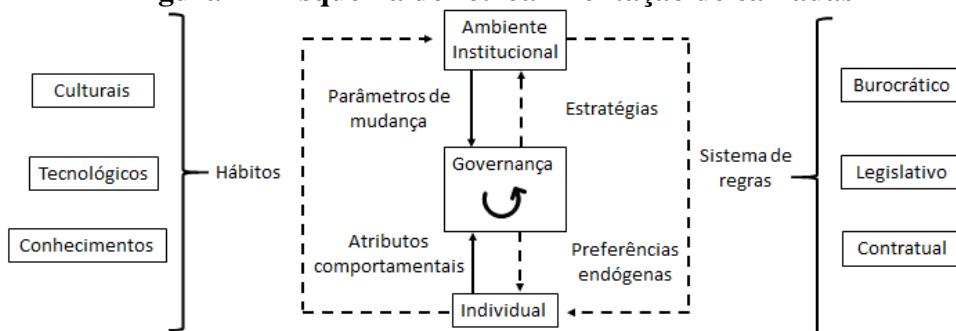 Ambiente
Institucional
Culturais
Parâmetros de
mudança
Estratégias
Burocrático
Tecnológicos
Hábitos
Governança
Sistema de
regras
Legislativo
Conhecimentos
Atributos
comportamentais
Preferências
endógenas
Contratual
Individual